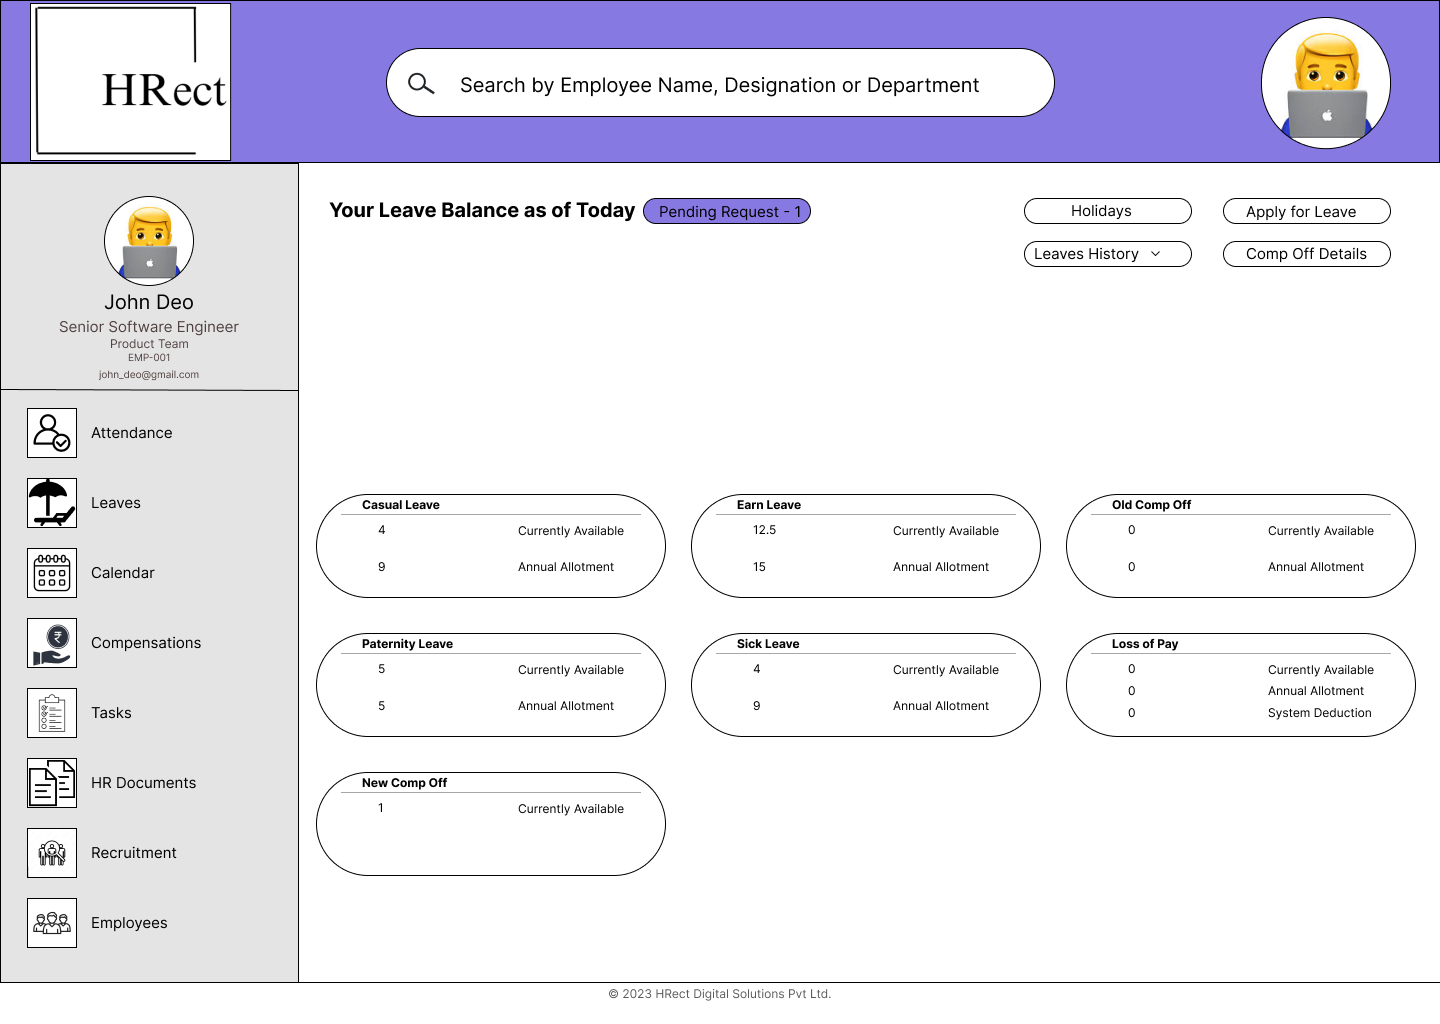 HRect
Search by Employee Name, Designation or Department
John Deo
Senior Software Engineer
Product Team
EMP-001
john_deo@gmail.com
Attendance
Leaves
Calendar
₹
Compensations
Tasks
HR Documents
Recruitment
Employees
Your Leave Balance as of Today
Pending Request - 1
Holidays
Apply for Leave
Leaves History
Comp Off Details
Casual Leave
4 Currently Available
9 Annual Allotment
Earn Leave
12.5 Currently Available
15 Annual Allotment
Old Comp Off
0 Currently Available
0 Annual Allotment
Paternity Leave
5 Currently Available
5 Annual Allotment
Sick Leave
4 Currently Available
9 Annual Allotment
Loss of Pay
0 Currently Available
0 Annual Allotment
0 System Deduction
New Comp Off
1 Currently Available
© 2023 HRect Digital Solutions Pvt Ltd.